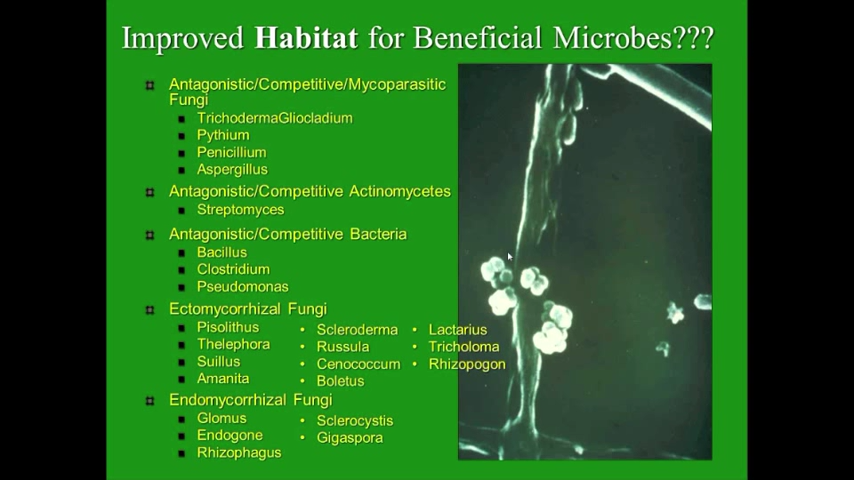 Improved Habitat for Beneficial Microbes???
Antagonistic/Competitive/Mycoparasitic
Fungi
TrichodermaGliocladium
Pythium
Penicillium
Aspergillus
Antagonistic/Competitive Actinomycetes
Streptomyces
Antagonistic/Competitive Bacteria
Bacillus
Clostridium
Pseudomonas
Ectomycorrhizal Fungi
Pisolithus
Thelephora
Suillus
Amanita
• Scleroderma
• Russula
• Cenococcum
• Boletus
• Lactarius
• Tricholoma
• Rhizopogon
Endomycorrhizal Fungi
Glomus
Endogone
Rhizophagus
• Sclerocystis
• Gigaspora